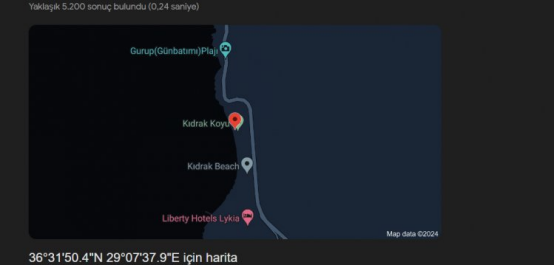 Yaklaşık 5.200 sonuç bulundu (0,24 saniye)
Gurup(Günbatımı)Plajı
Kıdrak Koyu
Kıdrak Beach
Liberty Hotels Lykia
Map data ©2024
36°31'50.4"N 29°07'37.9"E için harita